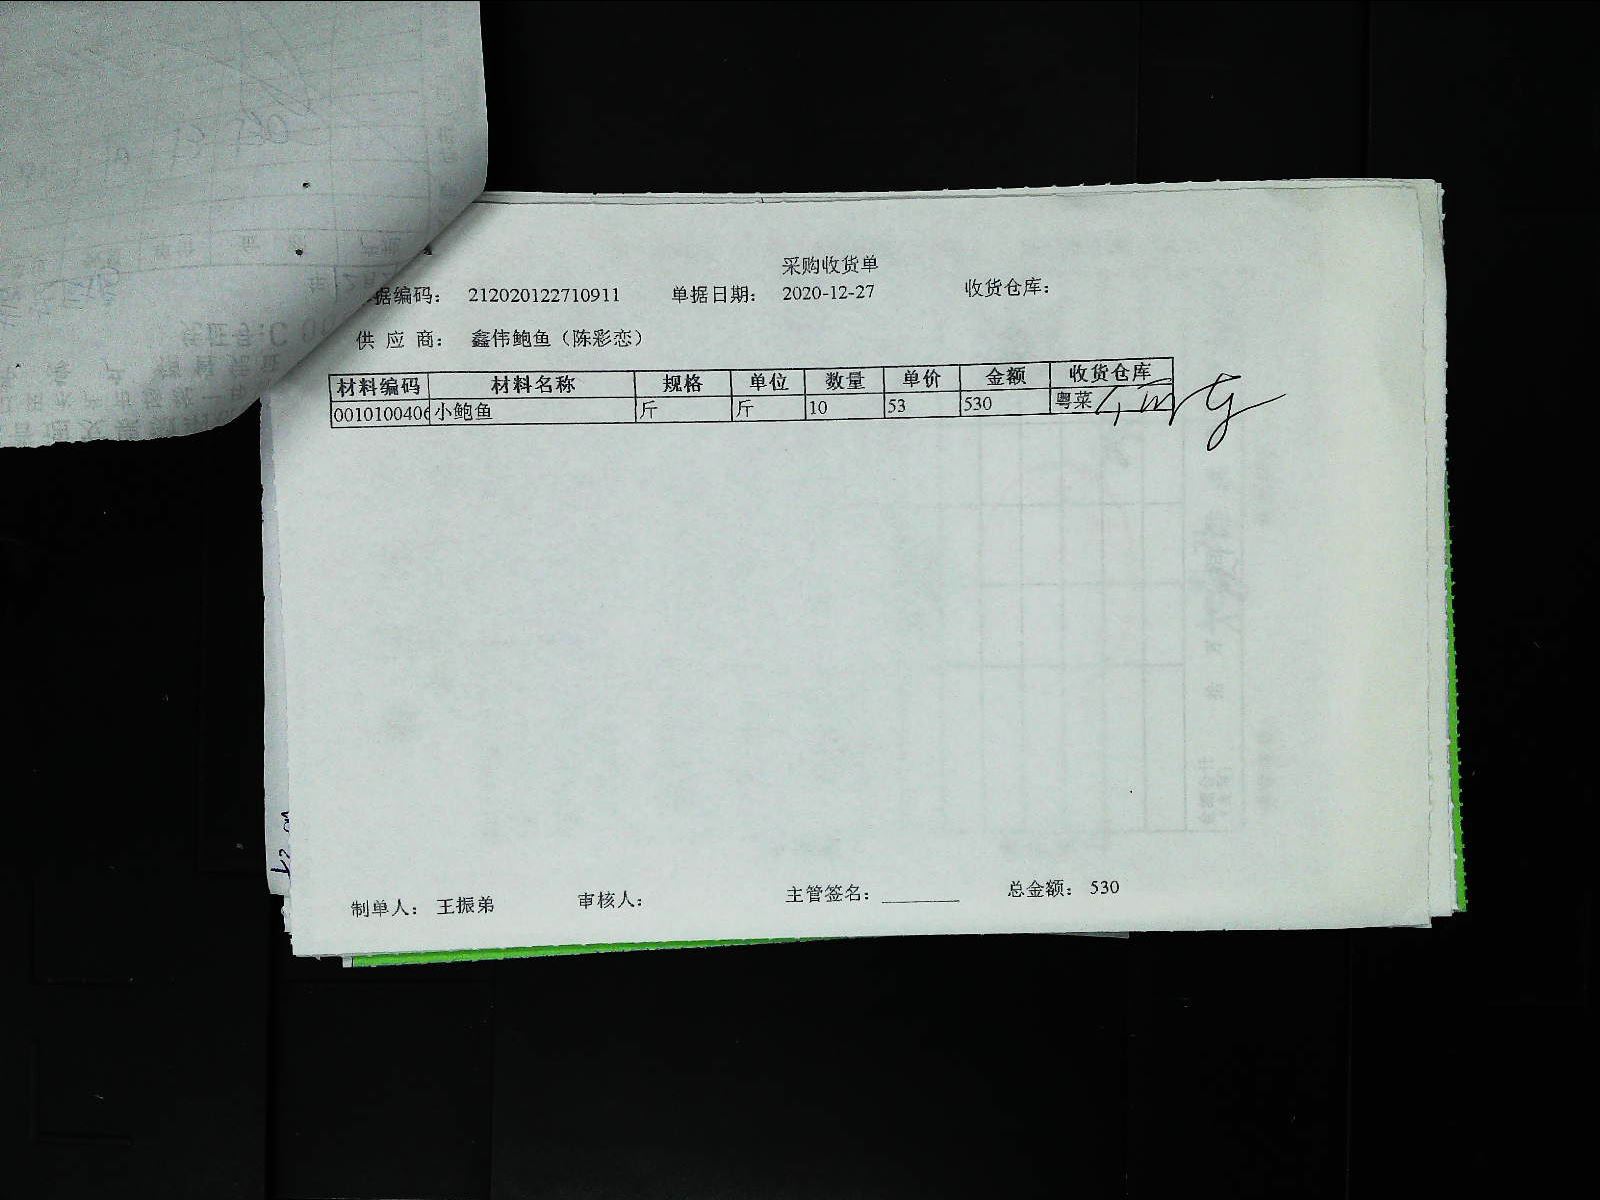 采购收货单
据编码： 212020122710911 单据日期： 2020-12-27 收货仓库：
供 应 商： 鑫伟鲍鱼（陈彩恋）
材料编码 材料名称 规格 单位 数量 单价 金额 收货仓库
0010100406 小鲍鱼 斤 斤 10 53 530 粤菜
制单人： 王振弟 审核人： 主管签名： 总金额： 530